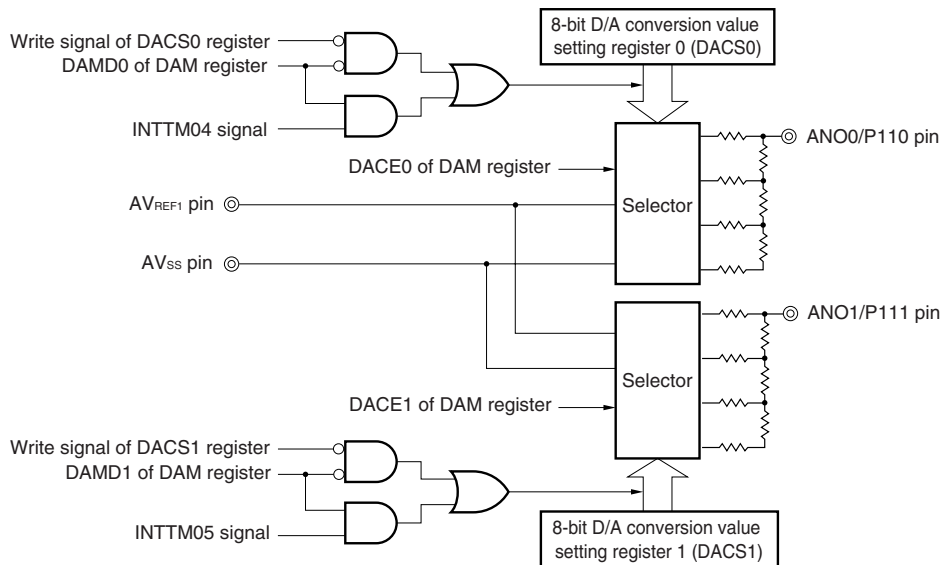 8-bit D/A conversion value
setting register 0 (DACS0)
Write signal of DACS0 register
DAMD0 of DAM register
INTTM04 signal
ANO0/P110 pin
DACE0 of DAM register
Selector
AVREF1 pin
AVSS pin
ANO1/P111 pin
Selector
DACE1 of DAM register
Write signal of DACS1 register
DAMD1 of DAM register
INTTM05 signal
8-bit D/A conversion value
setting register 1 (DACS1)